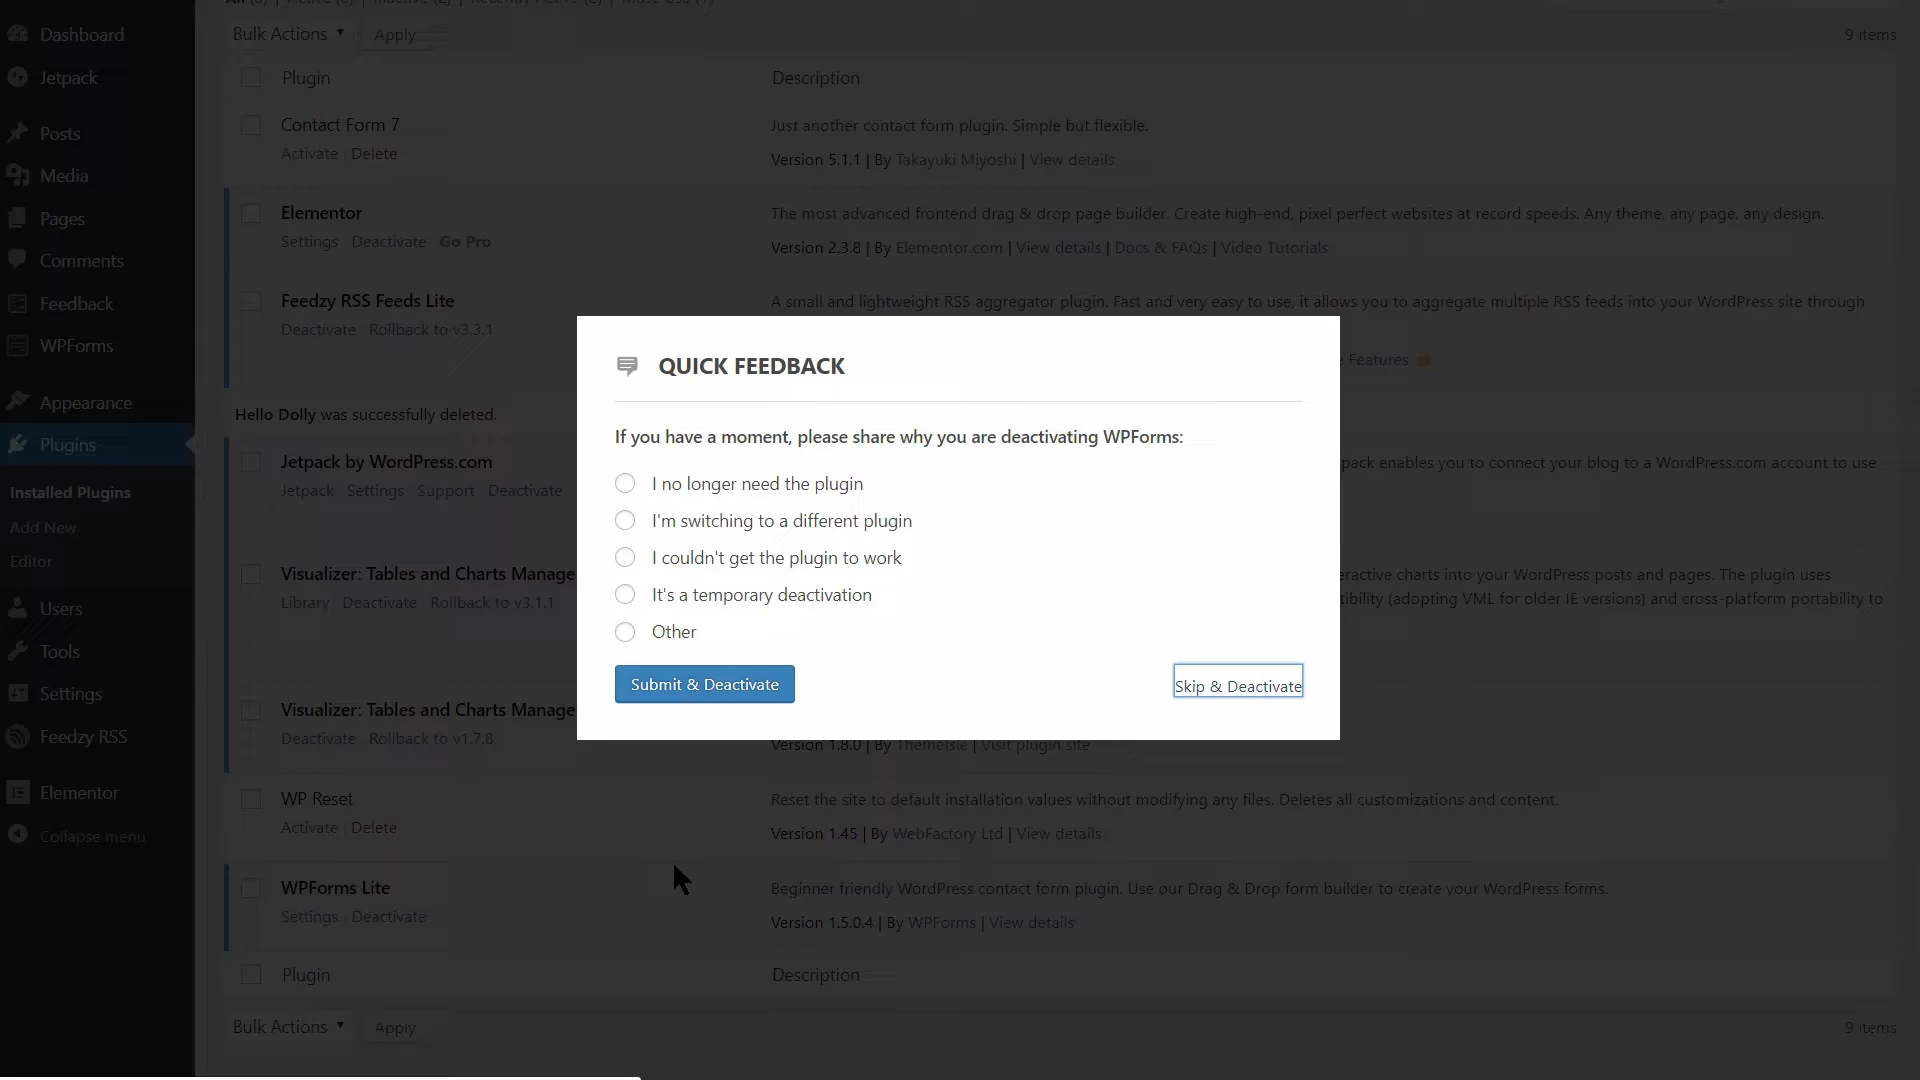 Dashboard
Jetpack
Posts
Media
Pages
Comments
Feedback
WPForms
Appearance
Plugins
Installed Plugins
Add New
Editor
Users
Tools
Settings
Feedzy RSS
Elementor
Collapse menu
Bulk Actions Apply 9 items
Plugin Description
Contact Form 7 Just another contact form plugin. Simple but flexible.
Activate | Delete Version 5.1.1 | By Takayuki Miyoshi | View details
Elementor The most advanced frontend drag & drop page builder. Create high-end, pixel perfect websites at record speeds. Any theme, any page, any design.
Settings | Deactivate | Go Pro Version 2.3.8 | By Elementor.com | View details | Docs & FAQs | Video Tutorials
Feedzy RSS Feeds Lite A small and lightweight RSS aggregator plugin. Fast and very easy to use, it allows you to aggregate multiple RSS feeds into your WordPress site through
Deactivate | Rollback to v3.3.1
Features
Hello Dolly was successfully deleted.
Jetpack by WordPress.com pack enables you to connect your blog to a WordPress.com account to use
Jetpack | Settings | Support | Deactivate
Visualizer: Tables and Charts Manage eractive charts into your WordPress posts and pages. The plugin uses
Library | Deactivate | Rollback to v3.1.1 tibility (adopting VML for older IE versions) and cross-platform portability to
Visualizer: Tables and Charts Manage
Deactivate | Rollback to v1.7.8 Version 1.8.0 | By ThemeIsle | Visit plugin site
WP Reset Reset the site to default installation values without modifying any files. Deletes all customizations and content.
Activate | Delete Version 1.45 | By WebFactory Ltd | View details
WPForms Lite Beginner friendly WordPress contact form plugin. Use our Drag & Drop form builder to create your WordPress forms.
Settings | Deactivate Version 1.5.0.4 | By WPForms | View details
Plugin Description
Bulk Actions Apply 9 items
QUICK FEEDBACK
If you have a moment, please share why you are deactivating WPForms:
I no longer need the plugin
I'm switching to a different plugin
I couldn't get the plugin to work
It's a temporary deactivation
Other
Submit & Deactivate Skip & Deactivate